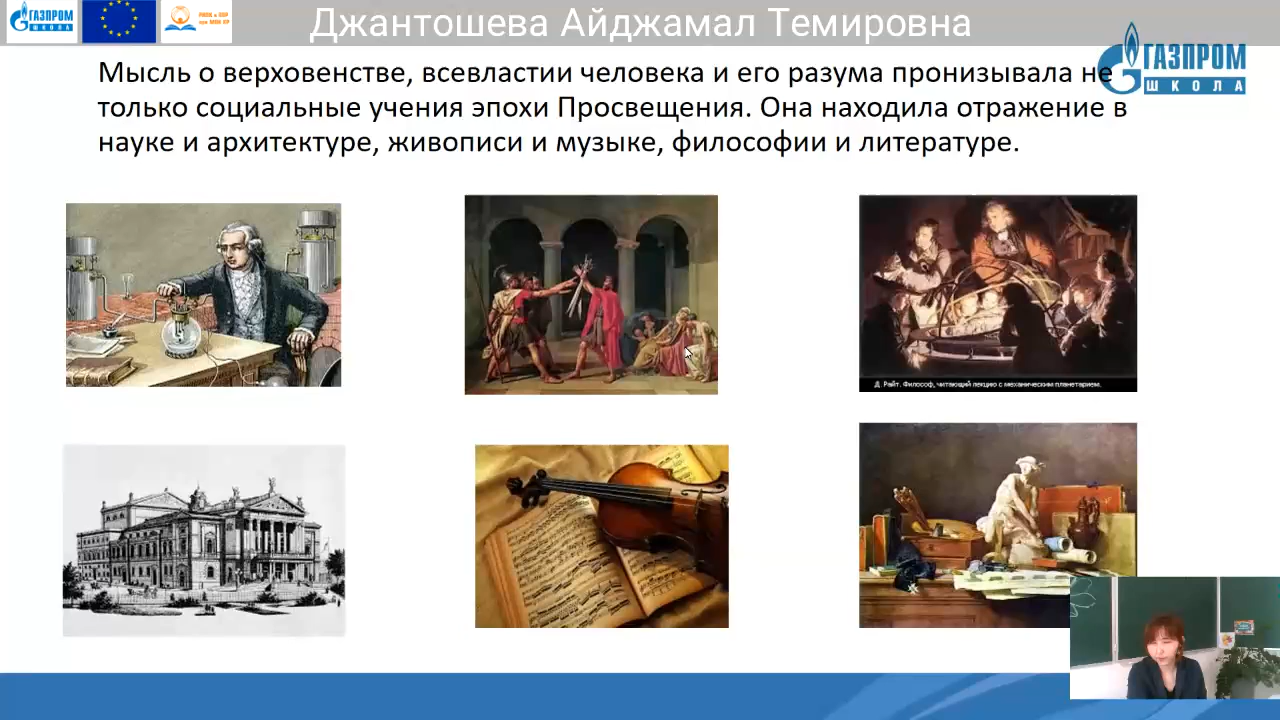 ГАЗПРОМ
ШКОЛА
Джантошева Айджамал Темировна
ГАЗПРОМ
ШКОЛА
Мысль о верховенстве, всевластии человека и его разума пронизывала не
только социальные учения эпохи Просвещения. Она находила отражение в
науке и архитектуре, живописи и музыке, философии и литературе.
Д. Райт. Философ, читающий лекцию с механическим планетарием.